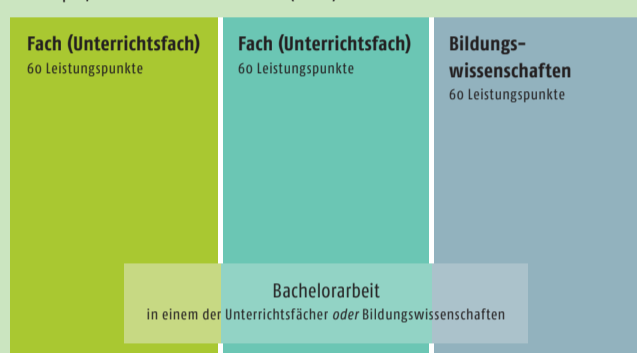 Fach (Unterrichtsfach)
60 Leistungspunkte
Fach (Unterrichtsfach)
60 Leistungspunkte
Bildungs-
wissenschaften
60 Leistungspunkte
Bachelorarbeit
in einem der Unterrichtsfächer oder Bildungswissenschaften